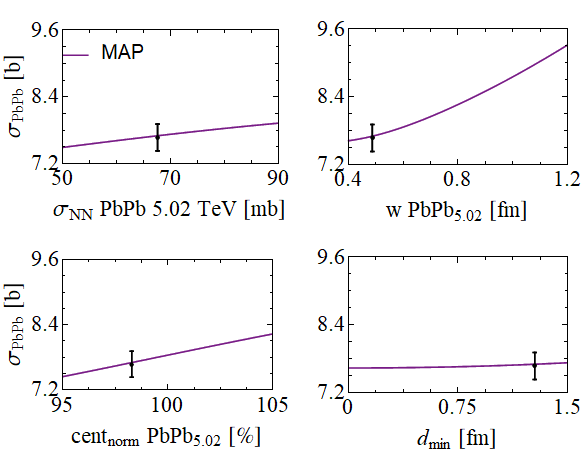 9.6
8.4
7.2
σPbPb [b]
MAP
50 70 90
σNN PbPb 5.02 TeV [mb]
9.6
8.4
7.2
0.4 0.8 1.2
w PbPb5.02 [fm]
9.6
8.4
7.2
σPbPb [b]
95 100 105
centnorm PbPb5.02 [%]
9.6
8.4
7.2
0 0.75 1.5
dmin [fm]